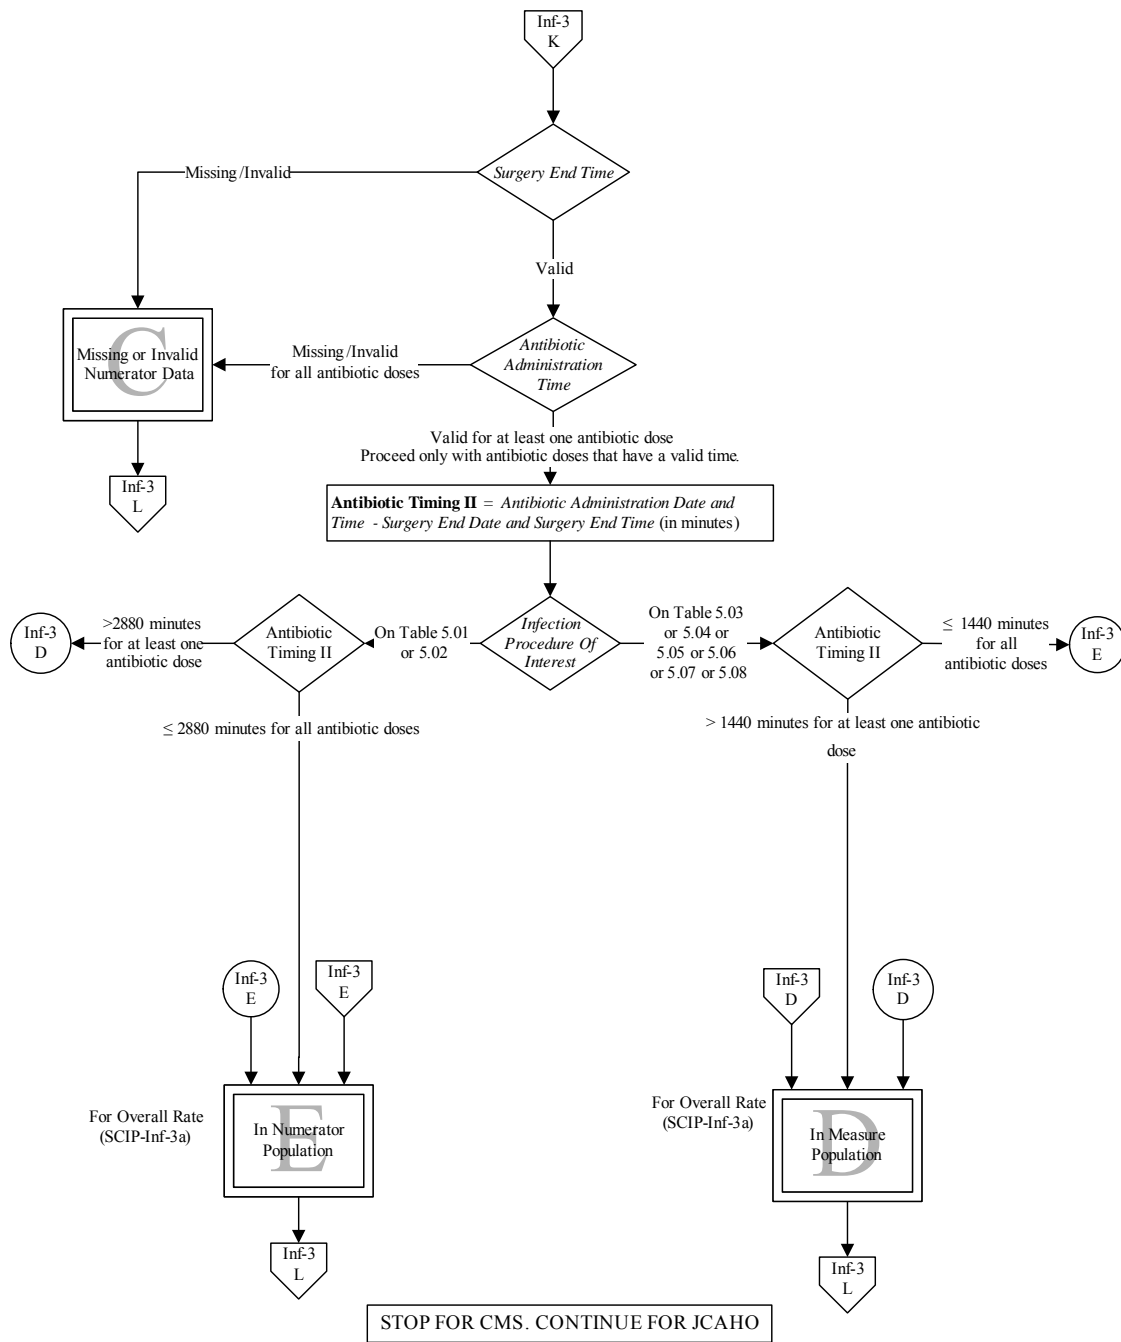 Inf-3
K
Surgery End Time
Missing /Invalid
Valid
C
Missing or Invalid
Numerator Data
Missing /Invalid
for all antibiotic doses
Antibiotic
Administration
Time
Valid for at least one antibiotic dose
Proceed only with antibiotic doses that have a valid time.
Inf-3
L
Antibiotic Timing II = Antibiotic Administration Date and
Time - Surgery End Date and Surgery End Time (in minutes)
Inf-3
D
>2880 minutes
for at least one
antibiotic dose
Antibiotic
Timing II
On Table 5.01
or 5.02
Infection
Procedure Of
Interest
On Table 5.03
or 5.04 or
5.05 or 5.06
or 5.07 or 5.08
Antibiotic
Timing II
≤ 1440 minutes
for all
antibiotic doses
Inf-3
E
≤ 2880 minutes for all antibiotic doses
> 1440 minutes for at least one antibiotic
dose
Inf-3
E
Inf-3
E
Inf-3
D
Inf-3
D
For Overall Rate
(SCIP-Inf-3a)
E
In Numerator
Population
For Overall Rate
(SCIP-Inf-3a)
D
In Measure
Population
Inf-3
L
Inf-3
L
STOP FOR CMS. CONTINUE FOR JCAHO